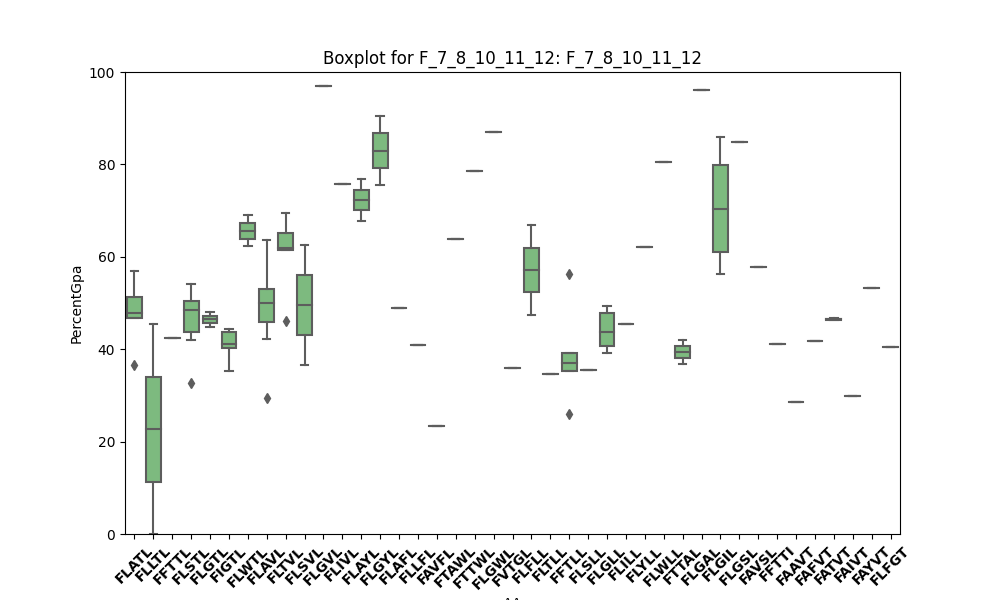 Boxplot for F_7_8_10_11_12: F_7_8_10_11_12
PercentGpa
100
80
60
40
20
0
FLATL
FLLTL
FFTTL
FLSTL
FLGTL
FIGTL
FLWTL
FLAVL
FLTVL
FLSVL
FLGVL
FLIVL
FLAYL
FLGYL
FLAFL
FLLFL
FAVFL
FTAWL
FTTWL
FLGWL
FVTGL
FLFLL
FLTLL
FFTLL
FLSLL
FLGLL
FLILL
FLYLL
FLWLL
FTTAL
FLGAL
FLGIL
FLGSL
FAVSL
FFTTI
FAAVT
FAFVT
FATVT
FAIVT
FAYVT
FLFGT